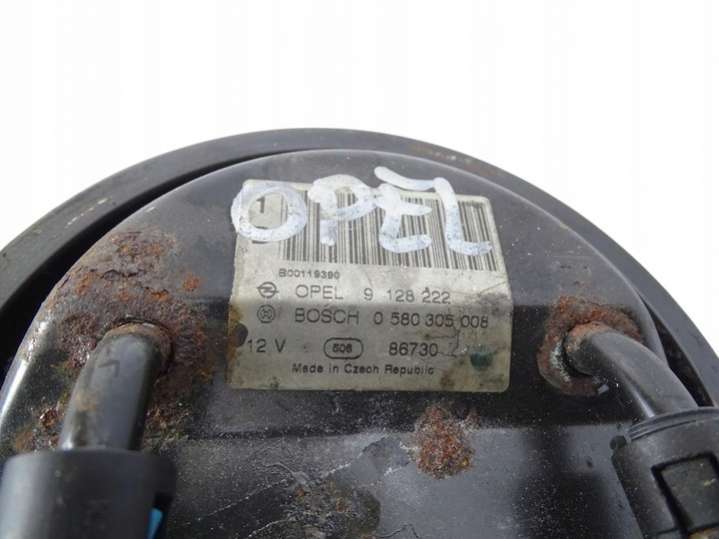 1
OPEL
B00119390
OPEL 9 128 222
BOSCH 0 580 305 008
12 V 506 86730
Made in Czech Republic